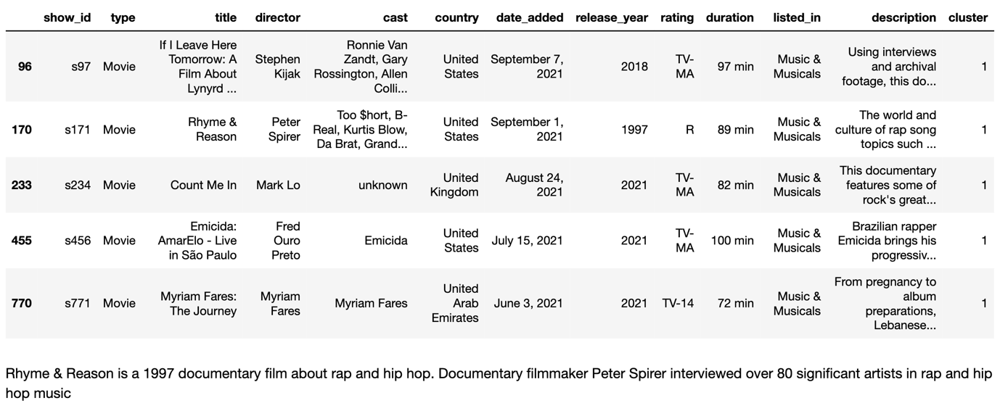 show_id type title director cast country date_added release_year rating duration listed_in description cluster
96 s97 Movie If I Leave Here Tomorrow: A Film About Lynyrd ... Stephen Kijak Ronnie Van Zandt, Gary Rossington, Allen Colli... United States September 7, 2021 2018 TV-MA 97 min Music & Musicals Using interviews and archival footage, this do... 1
170 s171 Movie Rhyme & Reason Peter Spirer Too $hort, B-Real, Kurtis Blow, Da Brat, Grand... United States September 1, 2021 1997 R 89 min Music & Musicals The world and culture of rap song topics such ... 1
233 s234 Movie Count Me In Mark Lo unknown United Kingdom August 24, 2021 2021 TV-MA 82 min Music & Musicals This documentary features some of rock's great... 1
455 s456 Movie Emicida: AmarElo - Live in São Paulo Fred Ouro Preto Emicida United States July 15, 2021 2021 TV-MA 100 min Music & Musicals Brazilian rapper Emicida brings his progressiv... 1
770 s771 Movie Myriam Fares: The Journey Myriam Fares Myriam Fares United Arab Emirates June 3, 2021 2021 TV-14 72 min Music & Musicals From pregnancy to album preparations, Lebanese... 1
Rhyme & Reason is a 1997 documentary film about rap and hip hop. Documentary filmmaker Peter Spirer interviewed over 80 significant artists in rap and hip
hop music